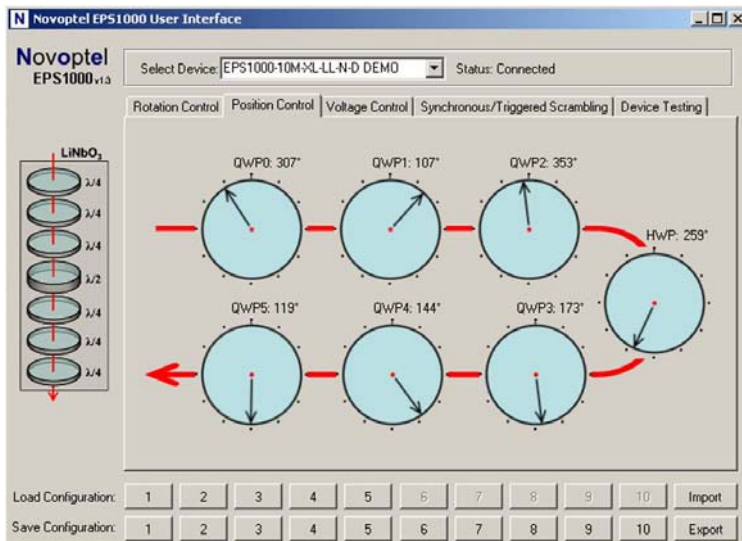 Novoptel EPS1000 User Interface
Novoptel
EPS1000 v1.3
Select Device: EPS1000-10M-XL-LL-N-D DEMO Status: Connected
Rotation Control Position Control Voltage Control Synchronous/Triggered Scrambling Device Testing
LiNbO3
λ/4
λ/4
λ/4
λ/2
λ/4
λ/4
λ/4
QWP0: 307° QWP1: 107° QWP2: 353°
HWP: 259°
QWP5: 119° QWP4: 144° QWP3: 173°
Load Configuration: 1 2 3 4 5 6 7 8 9 10 Import
Save Configuration: 1 2 3 4 5 6 7 8 9 10 Export